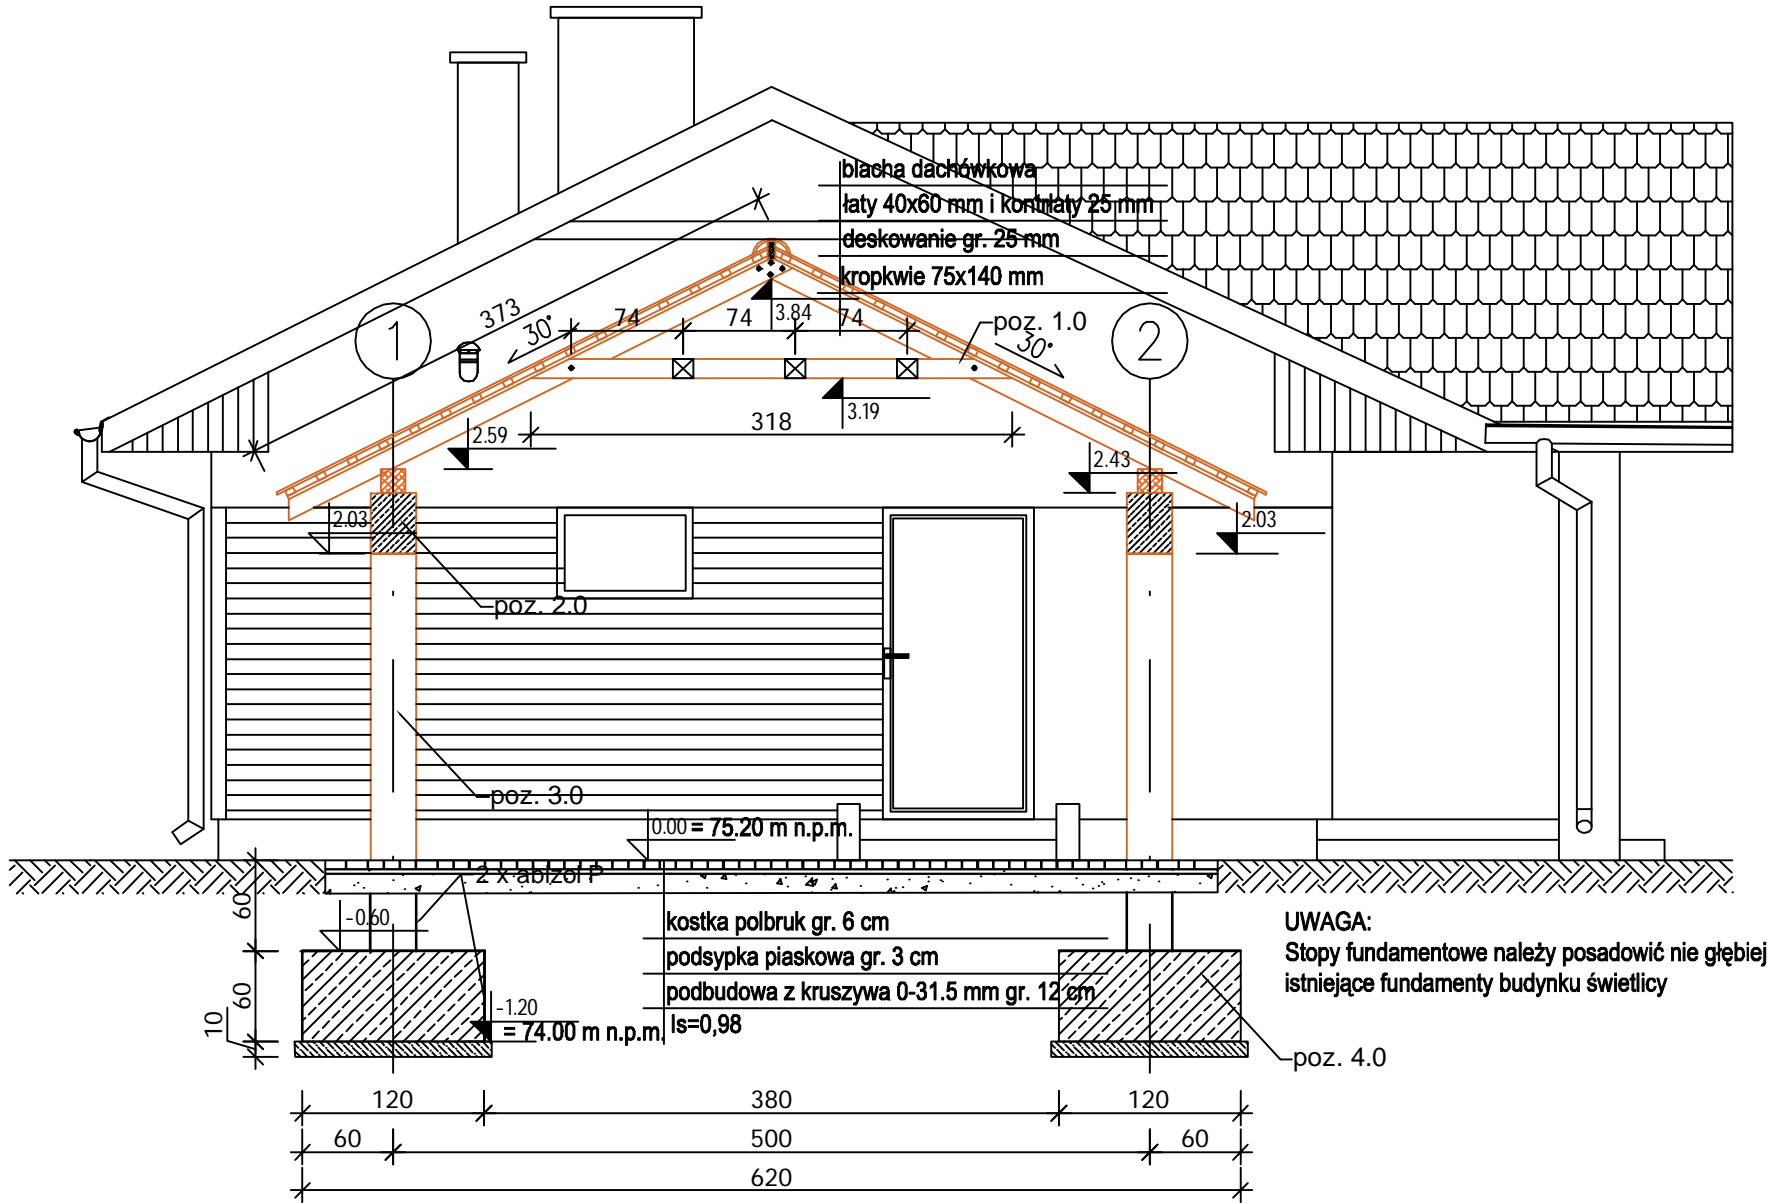 blacha dachówkowa
łaty 40x60 mm i kontrłaty 25 mm
deskowanie gr. 25 mm
kropkwie 75x140 mm
373
30°
74
74
74
3.84
poz. 1.0
30°
1
2
3.19
318
2.59
2.43
2.03
2.03
poz. 2.0
poz. 3.0
0.00 = 75.20 m n.p.m.
2 x abizol P
60
-0.60
kostka polbruk gr. 6 cm
podsypka piaskowa gr. 3 cm
podbudowa z kruszywa 0-31.5 mm gr. 12 cm
Is=0,98
UWAGA:
Stopy fundamentowe należy posadowić nie głębiej
istniejące fundamenty budynku świetlicy
60
10
-1.20
= 74.00 m n.p.m.
poz. 4.0
120
380
120
60
500
60
620